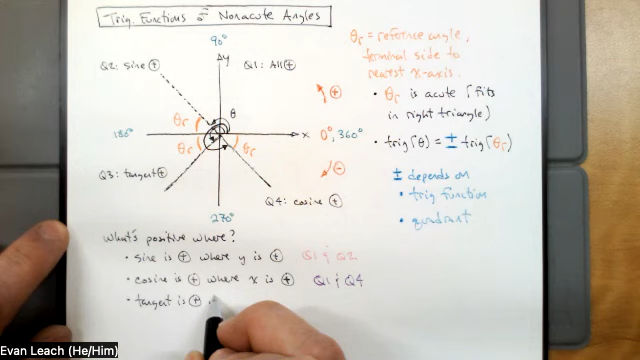 Trig. Functions of Nonacute Angles
90°
y
Q2: sine ⊕
Q1: All ⊕
θ
θr
180°
x
0°, 360°
θr
θr
⊕
⊖
Q3: tangent ⊕
Q4: cosine ⊕
270°
θr = reference angle,
terminal side to
nearest x-axis.
• θr is acute (fits
in right triangle)
• trig(θ) = ± trig(θr)
± depends on
• trig function
• quadrant
What's positive where?
• sine is ⊕ where y is ⊕ Q1 & Q2
• cosine is ⊕ where x is ⊕ Q1 & Q4
• tangent is ⊕
Evan Leach (He/Him)